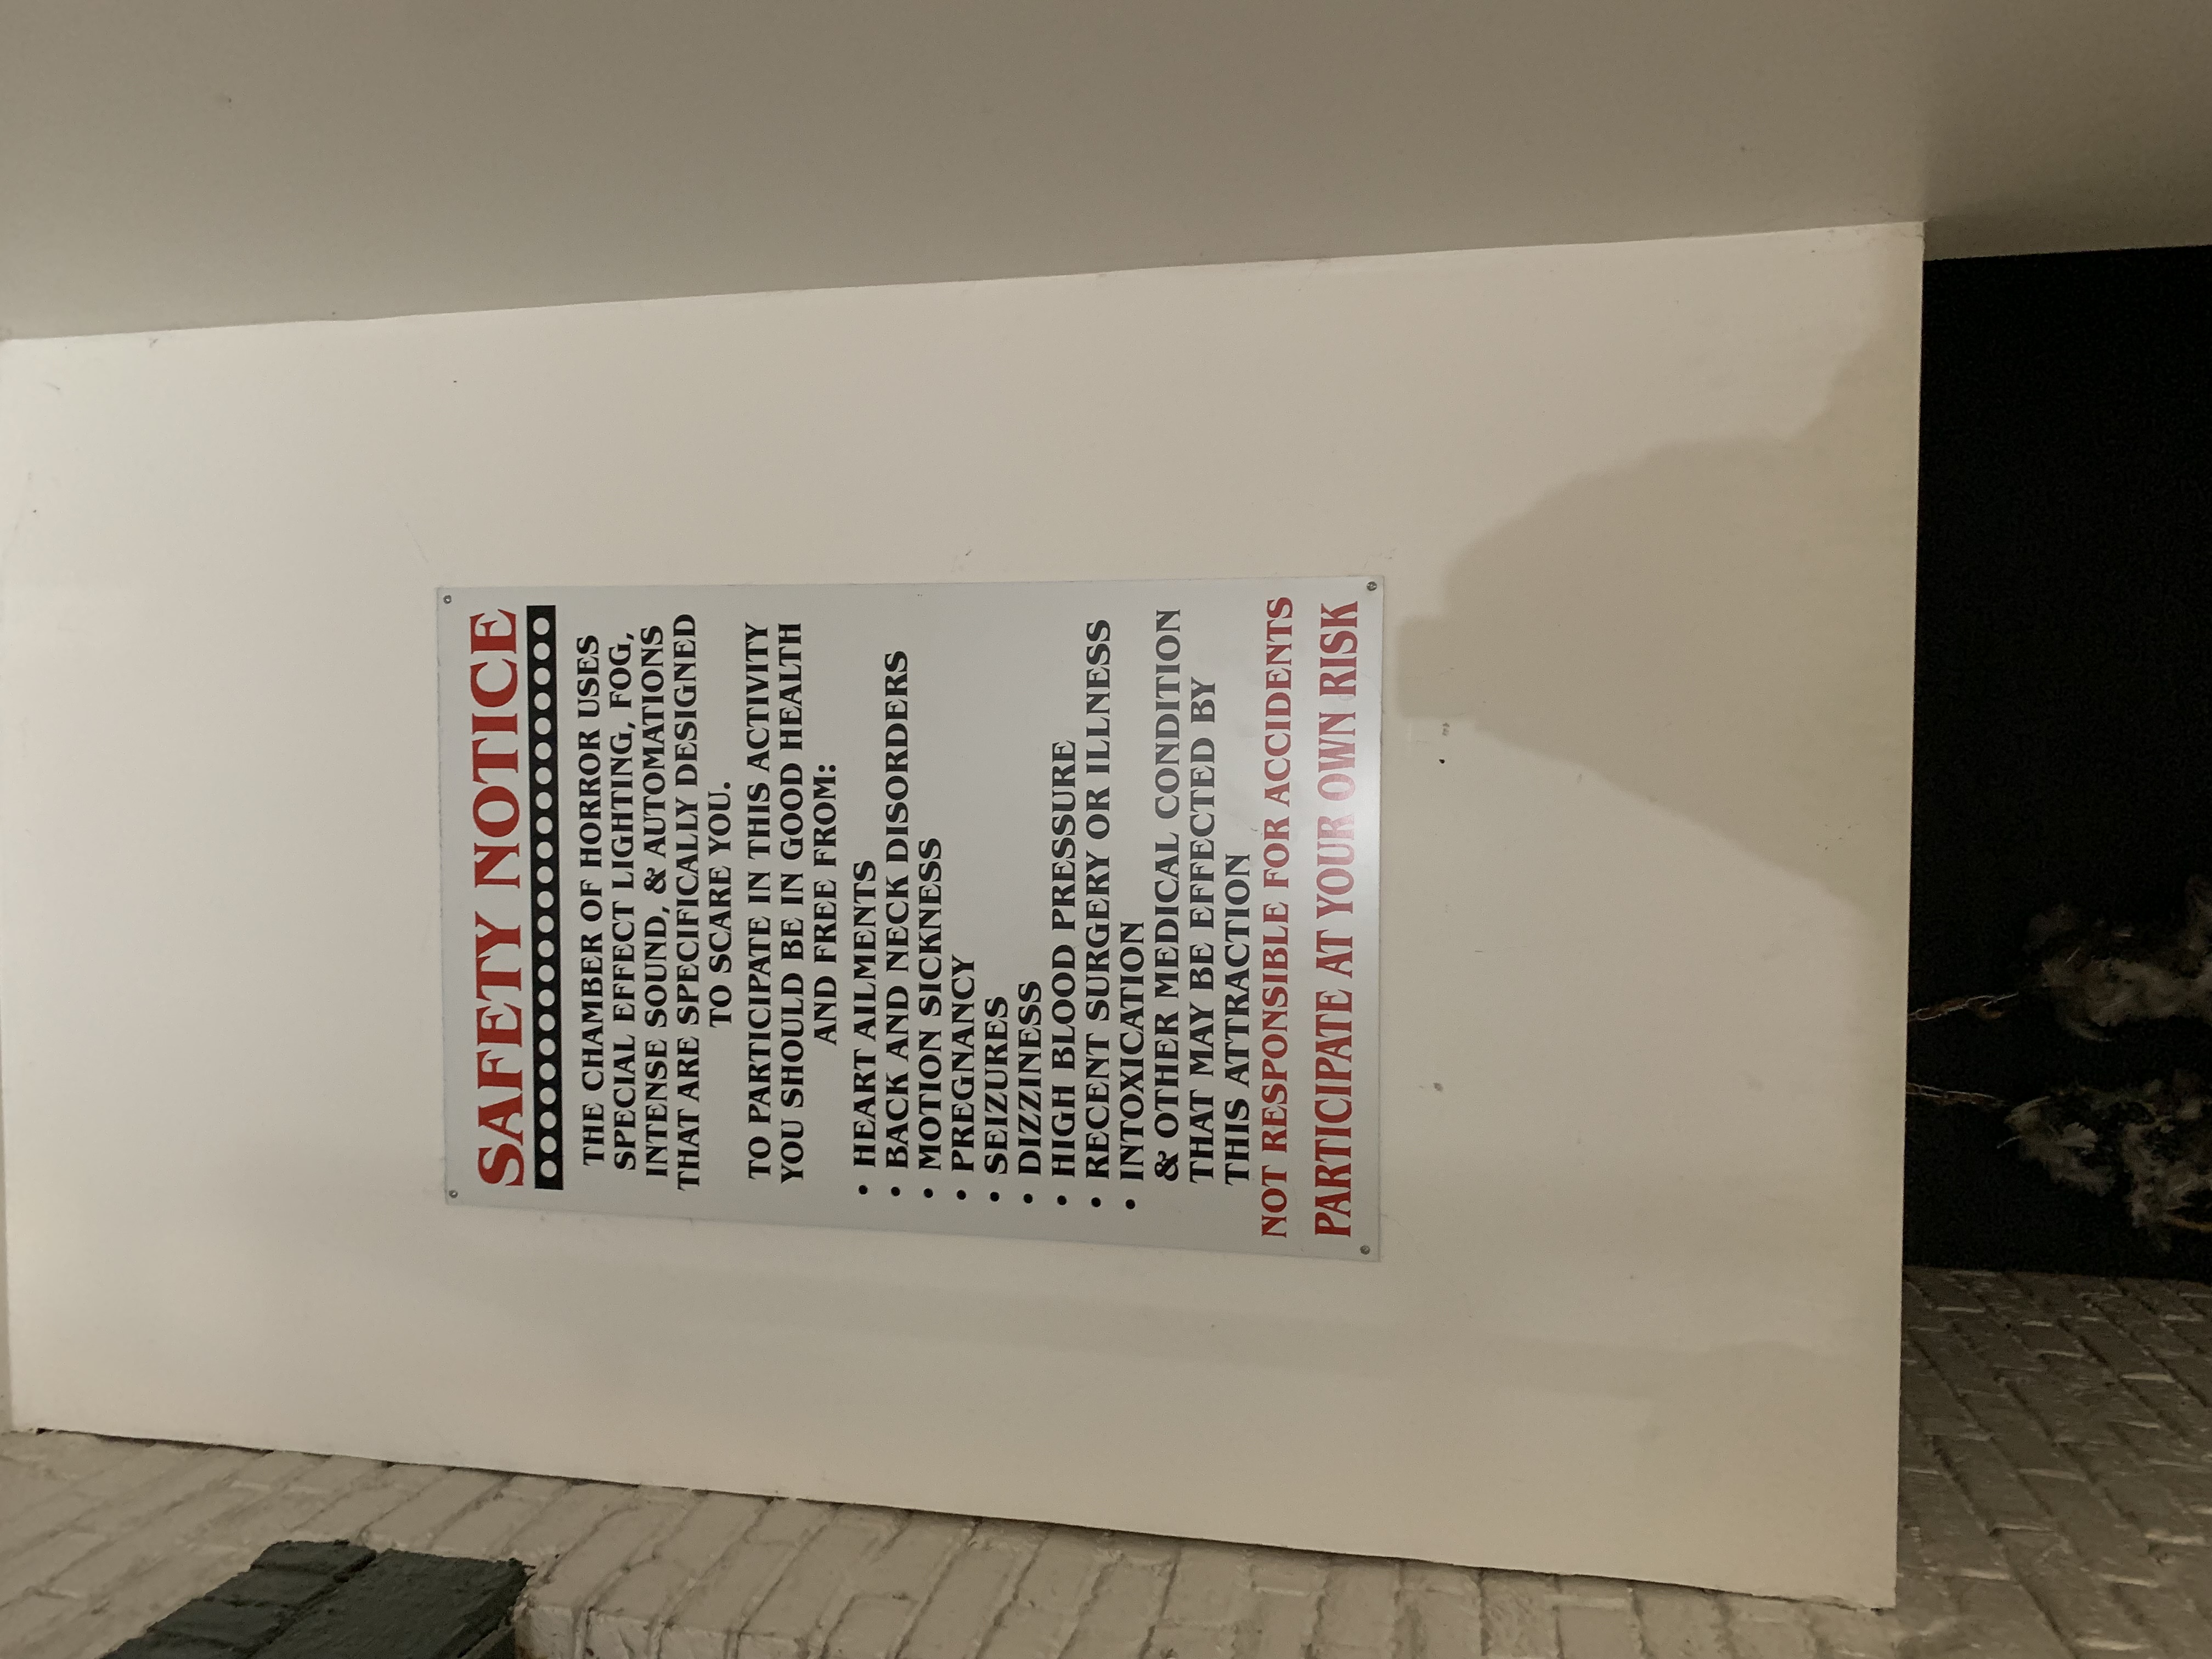 SAFETY NOTICE
THE CHAMBER OF HORROR USES
SPECIAL EFFECT LIGHTING, FOG,
INTENSE SOUND, & AUTOMATIONS
THAT ARE SPECIFICALLY DESIGNED
TO SCARE YOU.
TO PARTICIPATE IN THIS ACTIVITY
YOU SHOULD BE IN GOOD HEALTH
AND FREE FROM:
• HEART AILMENTS
• BACK AND NECK DISORDERS
• MOTION SICKNESS
• PREGNANCY
• SEIZURES
• DIZZINESS
• HIGH BLOOD PRESSURE
• RECENT SURGERY OR ILLNESS
• INTOXICATION
& OTHER MEDICAL CONDITION
THAT MAY BE EFFECTED BY
THIS ATTRACTION
NOT RESPONSIBLE FOR ACCIDENTS
PARTICIPATE AT YOUR OWN RISK